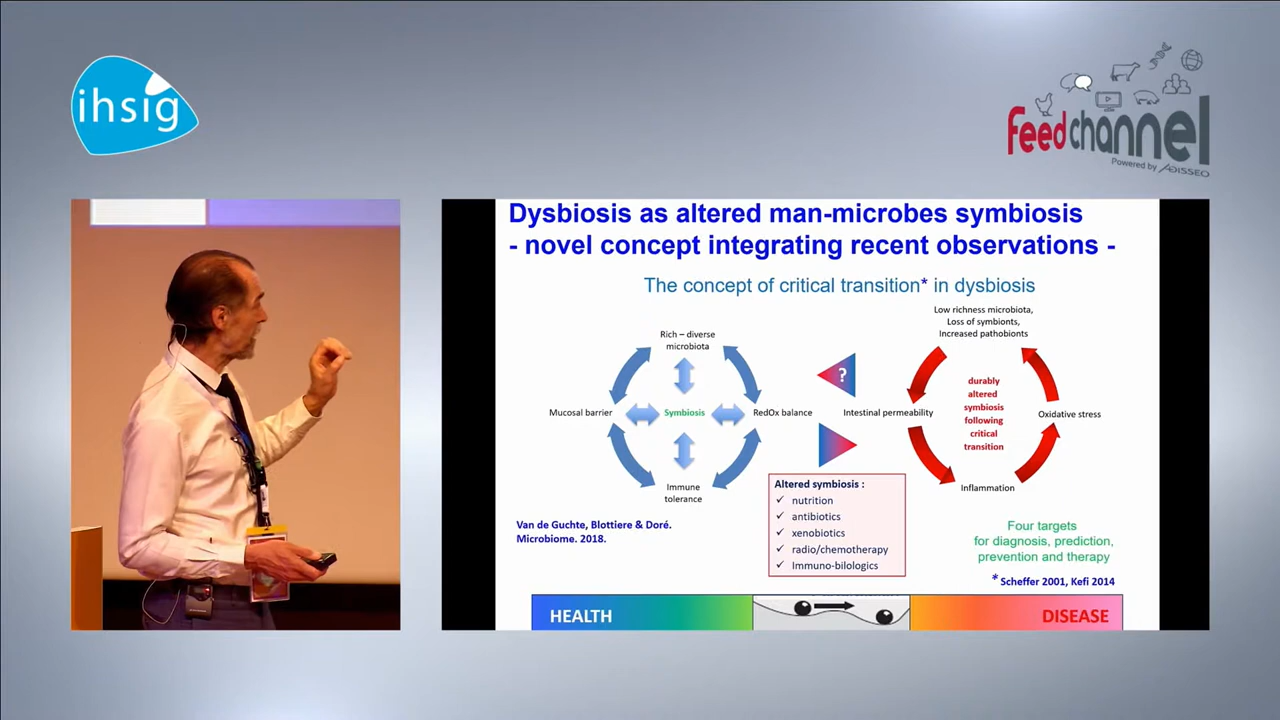 ihsig
feedchannel
Powered by ADISSEO
Dysbiosis as altered man-microbes symbiosis
- novel concept integrating recent observations -
The concept of critical transition* in dysbiosis
Rich – diverse
microbiota
Mucosal barrier
Symbiosis
RedOx balance
Immune
tolerance
?
Low richness microbiota,
Loss of symbionts,
Increased pathobionts
Intestinal permeability
durably
altered
symbiosis
following
critical
transition
Oxidative stress
Inflammation
Altered symbiosis :
✓ nutrition
✓ antibiotics
✓ xenobiotics
✓ radio/chemotherapy
✓ Immuno-bilologics
Van de Guchte, Blottiere & Doré.
Microbiome. 2018.
Four targets
for diagnosis, prediction,
prevention and therapy
* Scheffer 2001, Kefi 2014
HEALTH
DISEASE